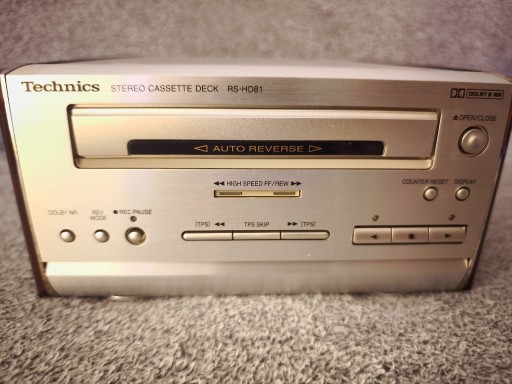 Technics STEREO CASSETTE DECK RS-HD81
DOLBY B NR
OPEN/CLOSE
AUTO REVERSE
HIGH SPEED FF/REW
COUNTER RESET DISPLAY
DOLBY NR REV. MODE REC PAUSE
[TPS] TPS SKIP [TPS]